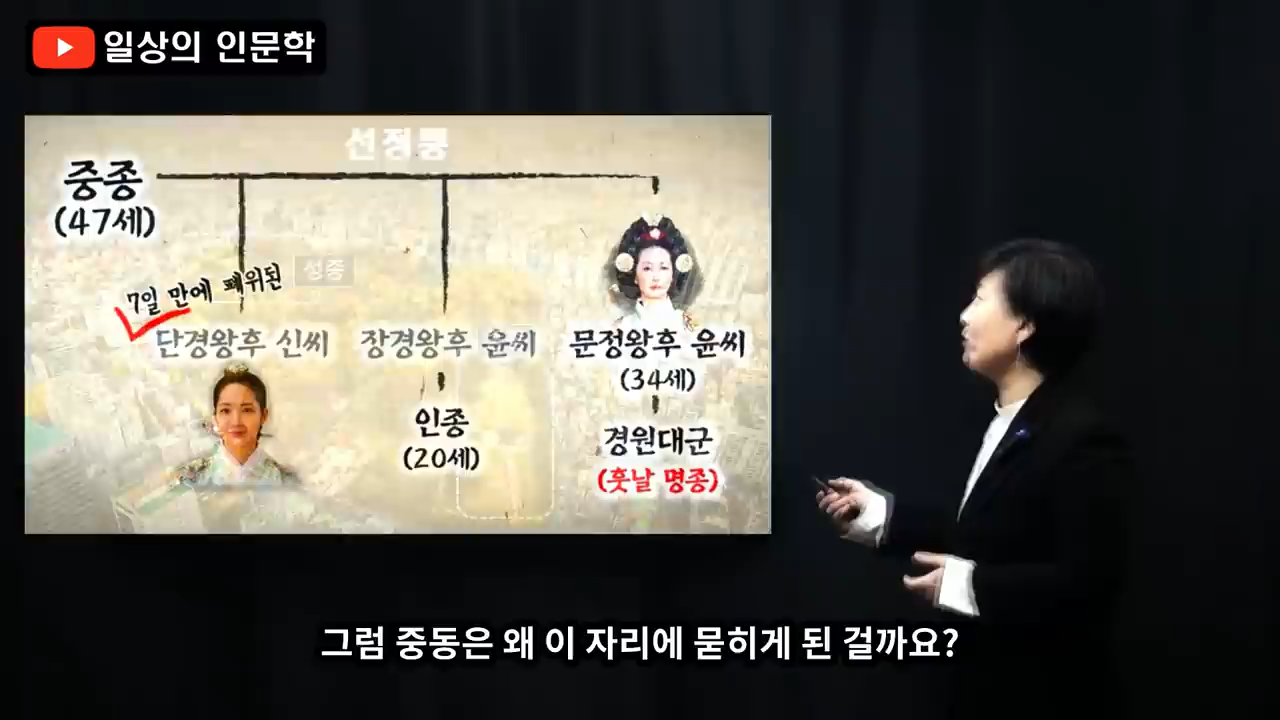 일상의 인문학
선정릉
중종
(47세)
성종
7일 만에 폐위된
단경왕후 신씨
장경왕후 윤씨
문정왕후 윤씨
(34세)
인종
(20세)
경원대군
(훗날 명종)
그럼 중동은 왜 이 자리에 묻히게 된 걸까요?